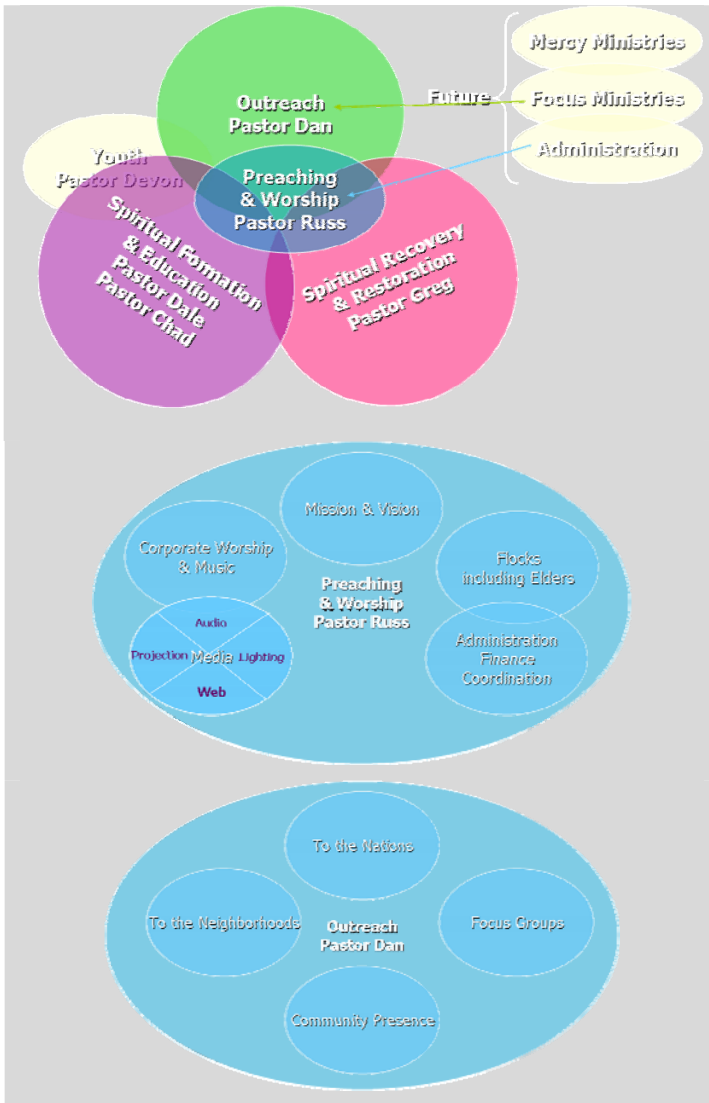 Mercy Ministries
Future
Focus Ministries
Administration
Outreach
Pastor Dan
Youth
Pastor Devon
Preaching
& Worship
Pastor Russ
Spiritual Formation
& Education
Pastor Dale
Pastor Chad
Spiritual Recovery
& Restoration
Pastor Greg
Mission & Vision
Corporate Worship
& Music
Flocks
including Elders
Preaching
& Worship
Pastor Russ
Audio
Projection
Media
Lighting
Web
Administration
Finance
Coordination
To the Nations
To the Neighborhoods
Outreach
Pastor Dan
Focus Groups
Community Presence